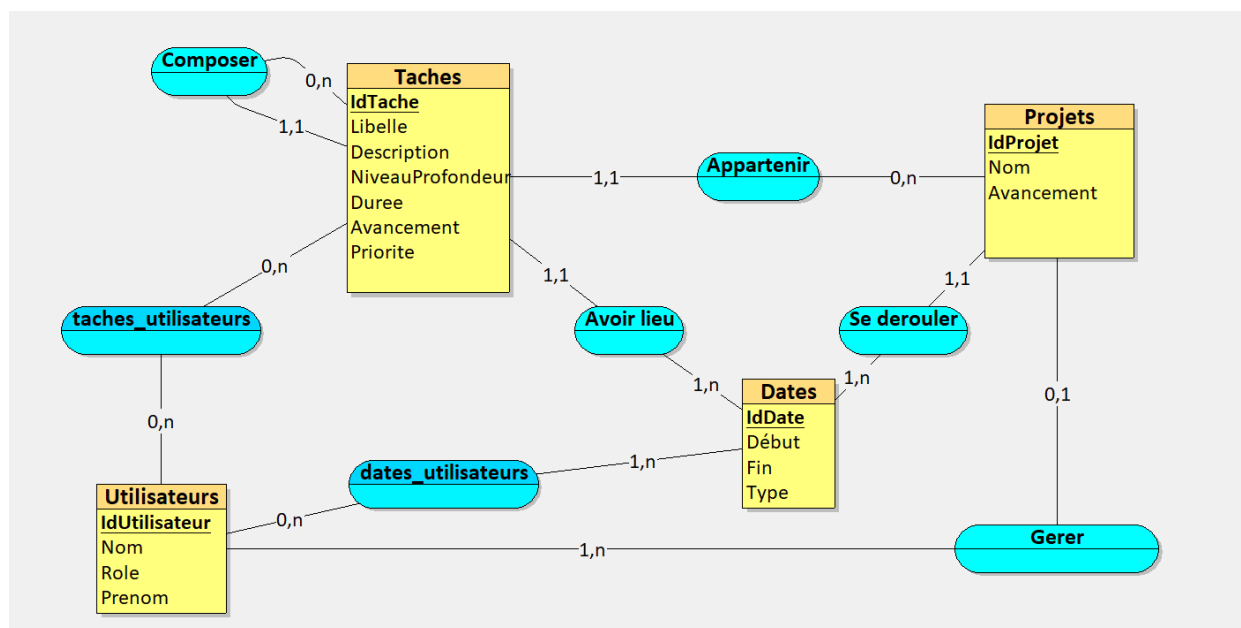 Composer
0,n
1,1
Taches
IdTache
Libelle
Description
NiveauProfondeur
Duree
Avancement
Priorite
1,1
Appartenir
0,n
Projets
IdProjet
Nom
Avancement
0,n
taches_utilisateurs
0,n
1,1
Avoir lieu
1,n
1,1
Se derouler
1,n
Dates
IdDate
Début
Fin
Type
0,1
Utilisateurs
IdUtilisateur
Nom
Role
Prenom
0,n
dates_utilisateurs
1,n
1,n
Gerer